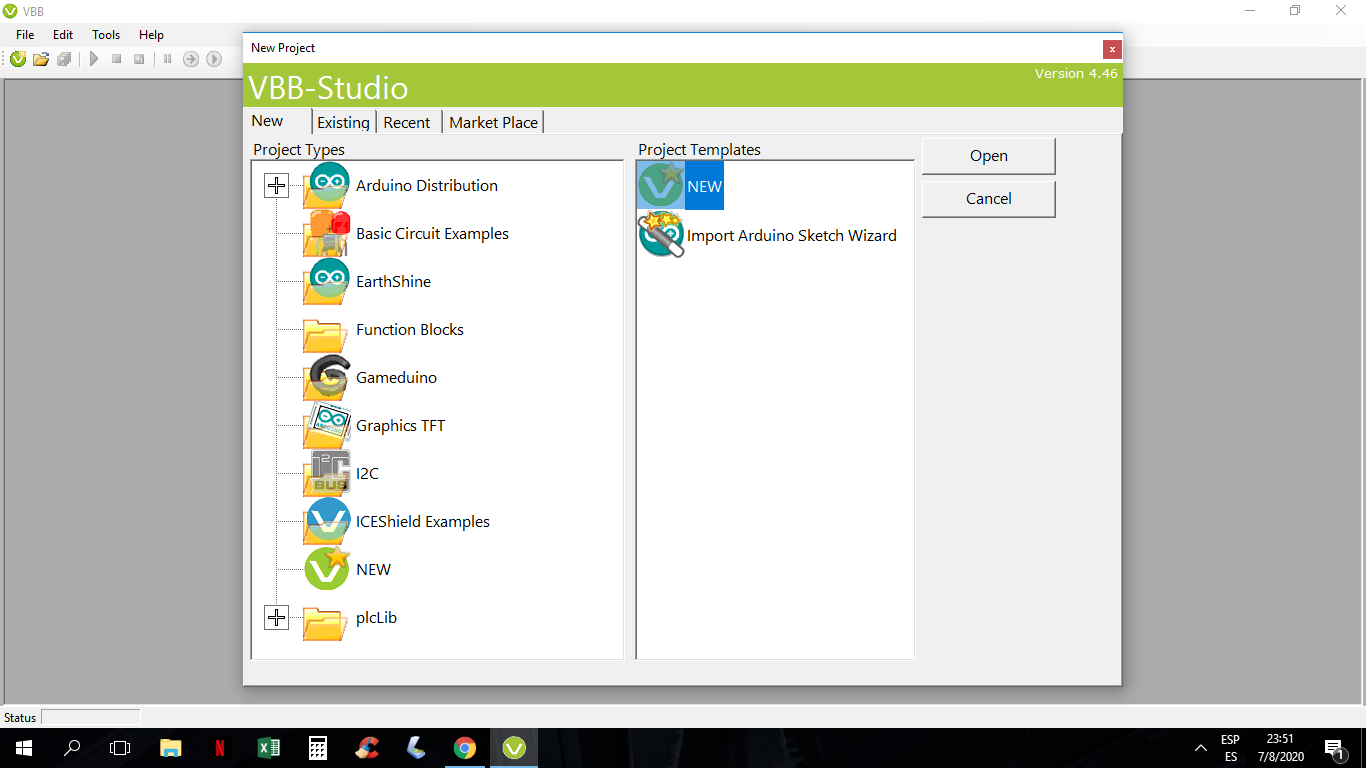 VBB
File Edit Tools Help
New Project
x
VBB-Studio
Version 4.46
New Existing Recent Market Place
Project Types
Arduino Distribution
Basic Circuit Examples
EarthShine
Function Blocks
Gameduino
Graphics TFT
I2C
BUS
ICEShield Examples
NEW
plcLib
Project Templates
NEW
Import Arduino Sketch Wizard
Open
Cancel
Status
ESP
ES
23:51
7/8/2020
1